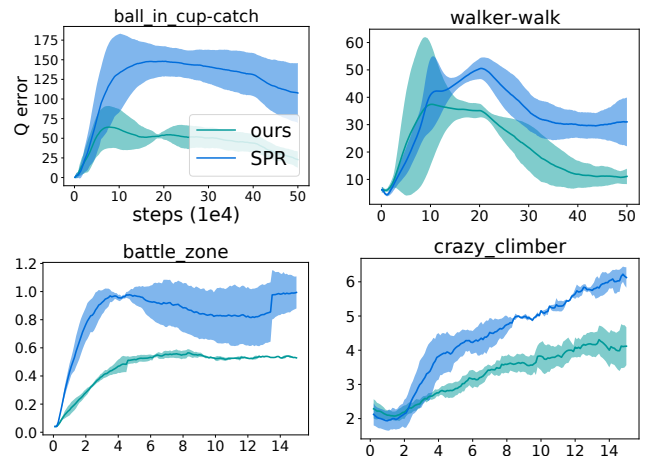 ball_in_cup-catch
walker-walk
Q error
175
150
125
100
75
50
25
0
ours
SPR
0 10 20 30 40 50
steps (1e4)
60
50
40
30
20
10
0 10 20 30 40 50
battle_zone
crazy_climber
1.2
1.0
0.8
0.6
0.4
0.2
0.0
0 2 4 6 8 10 12 14
6
5
4
3
2
0 2 4 6 8 10 12 14